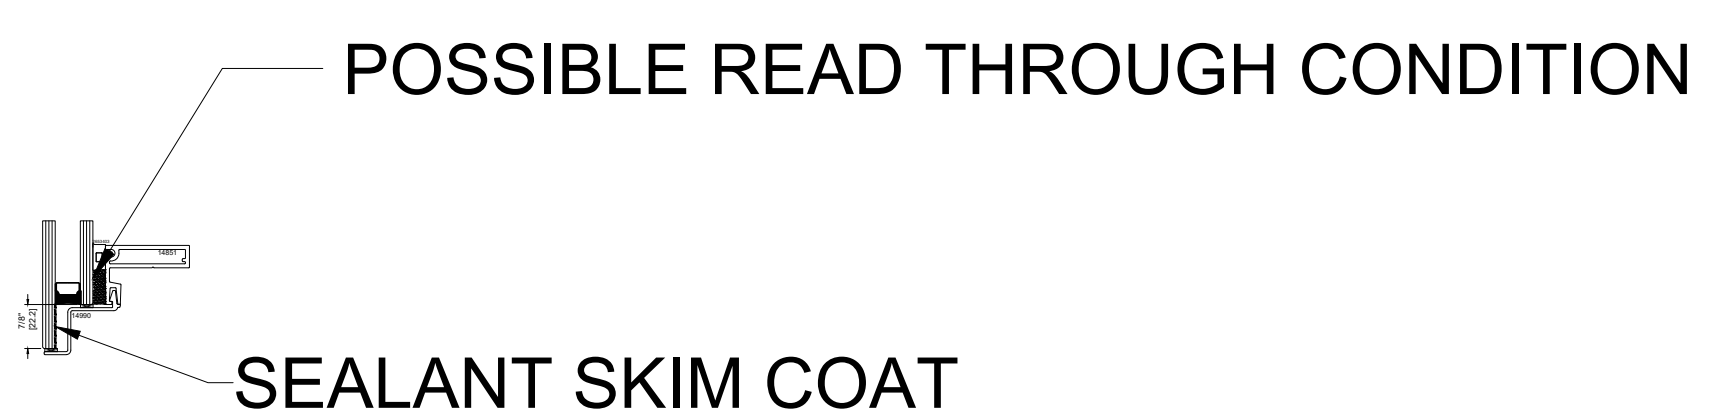 POSSIBLE READ THROUGH CONDITION
14851
14990
7/8"
[22.2]
SEALANT SKIM COAT